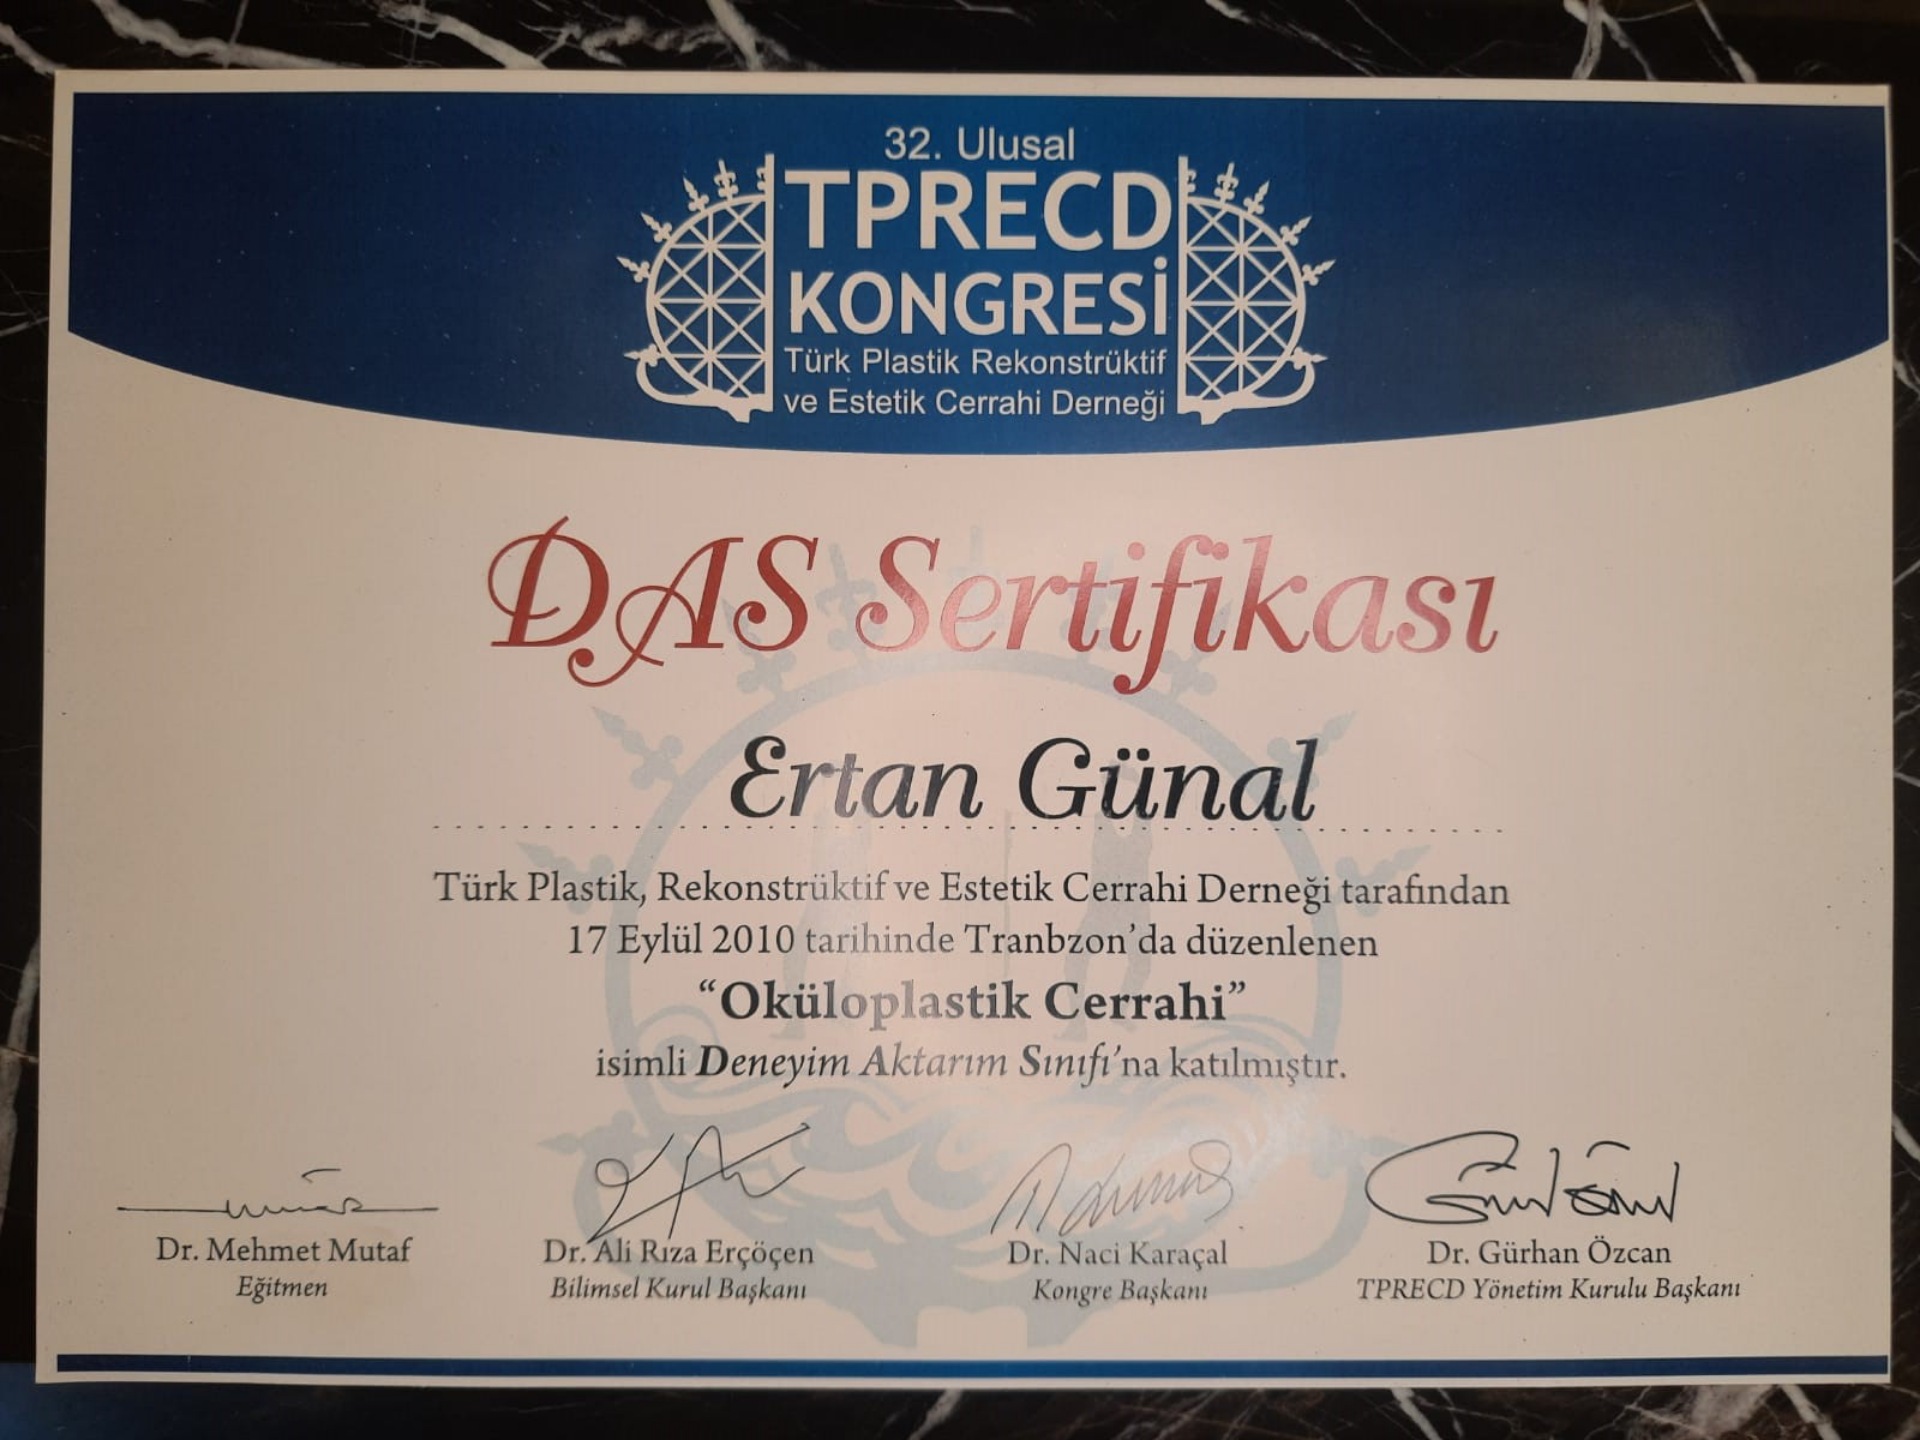 32. Ulusal
TPRECD
KONGRESİ
Türk Plastik Rekonstrüktif
ve Estetik Cerrahi Derneği
DAS Sertifikası
Ertan Günal
Türk Plastik, Rekonstrüktif ve Estetik Cerrahi Derneği tarafından
17 Eylül 2010 tarihinde Tranbzon'da düzenlenen
"Oküloplastik Cerrahi"
isimli Deneyim Aktarım Sınıfı'na katılmıştır.
Dr. Mehmet Mutaf
Eğitmen
Dr. Ali Rıza Erçöçen
Bilimsel Kurul Başkanı
Dr. Naci Karaçal
Kongre Başkanı
Dr. Gürhan Özcan
TPRECD Yönetim Kurulu Başkanı